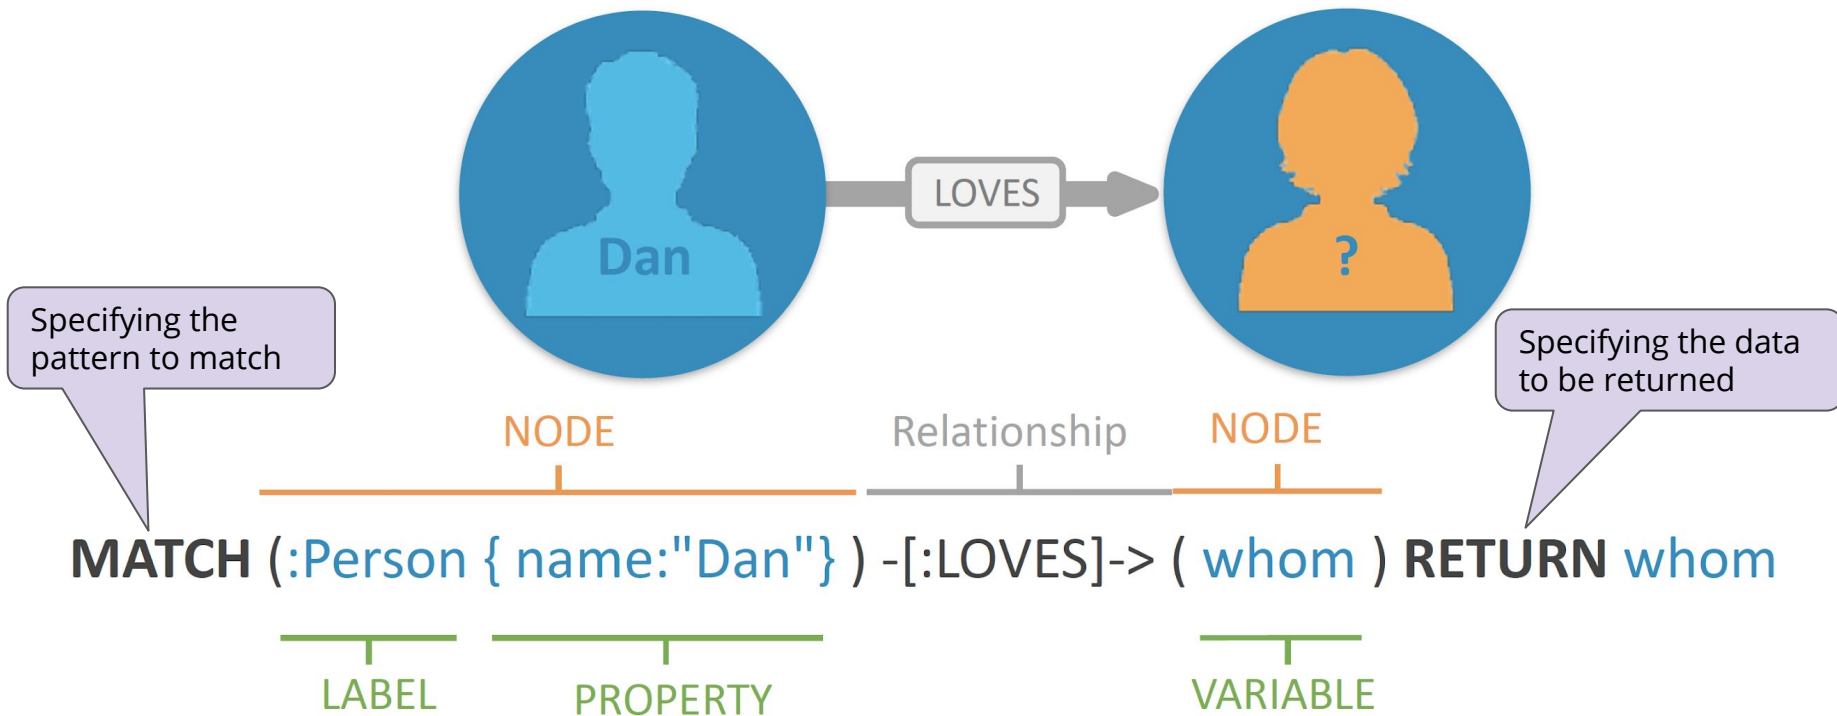 LOVES
Dan
?
Specifying the
pattern to match
Specifying the data
to be returned
NODE
Relationship
NODE
MATCH (:Person { name:"Dan"} ) -[:LOVES]-> ( whom ) RETURN whom
LABEL
PROPERTY
VARIABLE